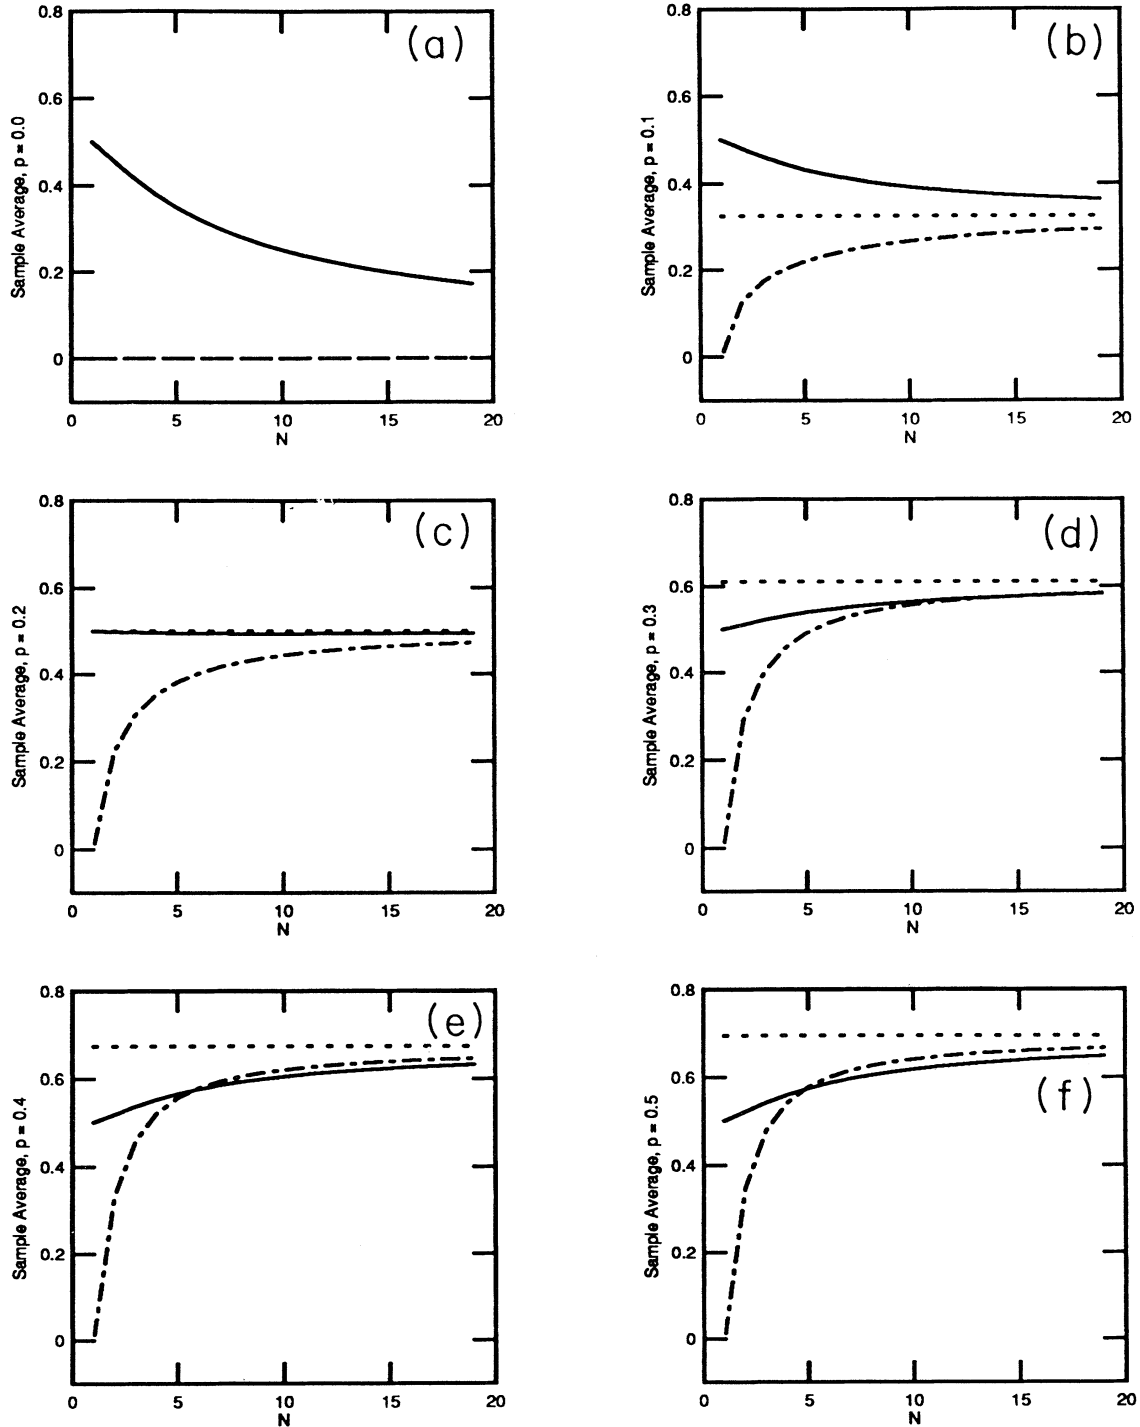 (a)
Sample Average, p = 0.0
0.8
0.6
0.4
0.2
0
0 5 10 15 20
N
(b)
Sample Average, p = 0.1
0.8
0.6
0.4
0.2
0
0 5 10 15 20
N
(c)
Sample Average, p = 0.2
0.8
0.6
0.4
0.2
0
0 5 10 15 20
N
(d)
Sample Average, p = 0.3
0.8
0.6
0.4
0.2
0
0 5 10 15 20
N
(e)
Sample Average, p = 0.4
0.8
0.6
0.4
0.2
0
0 5 10 15 20
N
(f)
Sample Average, p = 0.5
0.8
0.6
0.4
0.2
0
0 5 10 15 20
N